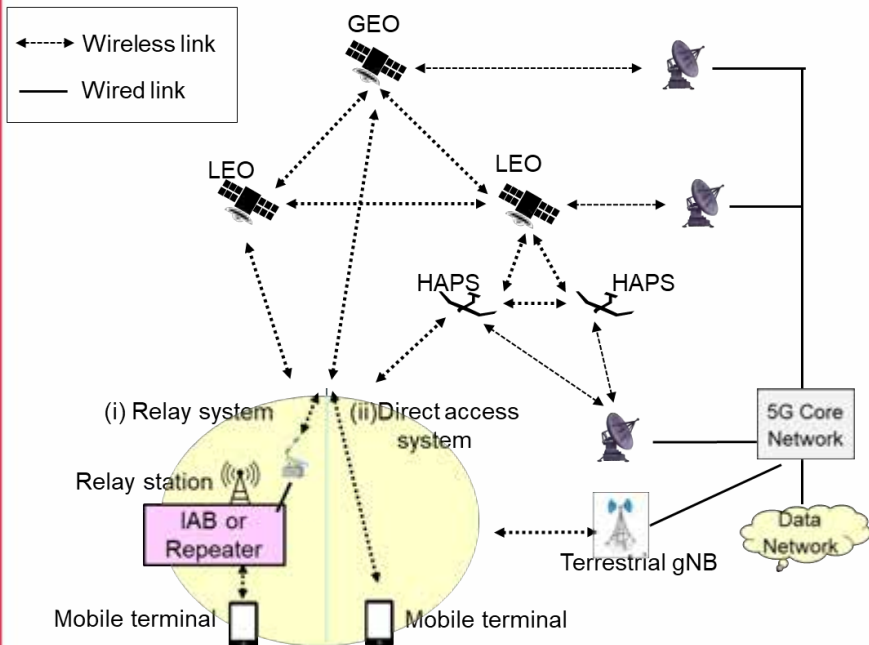 GEO
Wireless link
Wired link
LEO
LEO
HAPS
HAPS
(i) Relay system
(ii)Direct access
system
5G Core
Network
Relay station
IAB or
Repeater
Data
Network
Terrestrial gNB
Mobile terminal
Mobile terminal